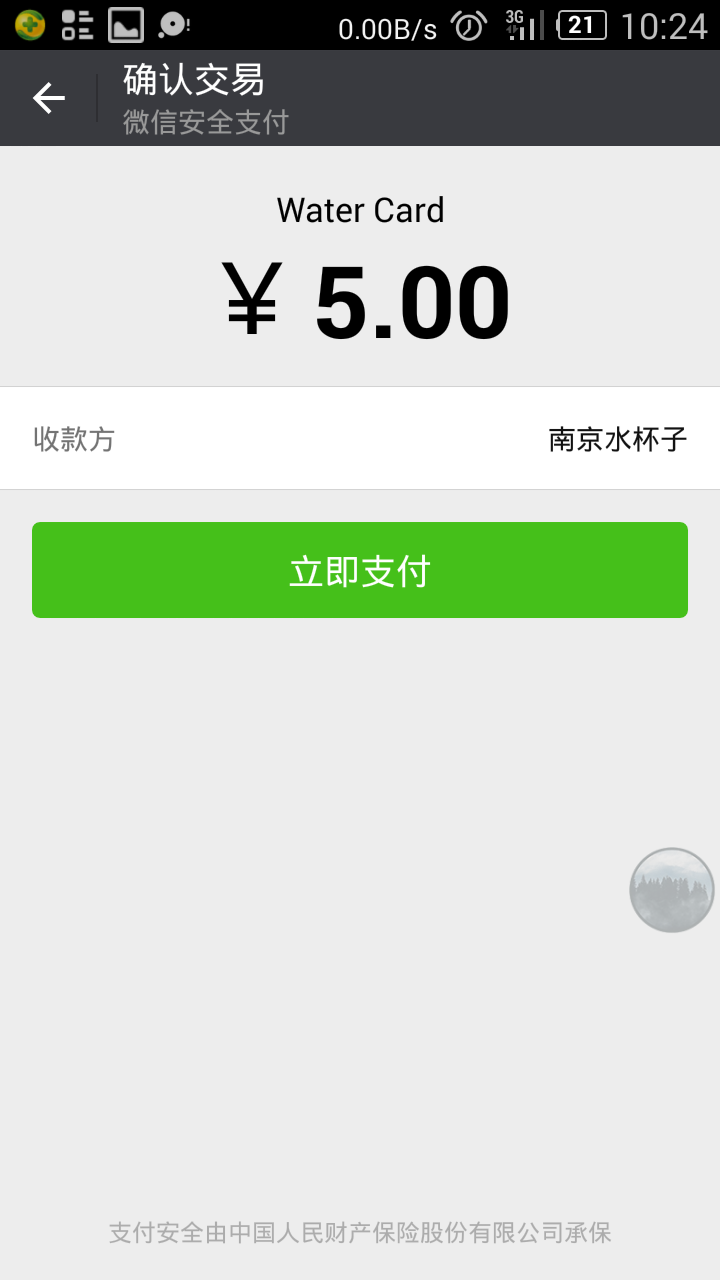 0.00B/s 3G 21 10:24
确认交易
微信安全支付
Water Card
￥5.00
收款方 南京水杯子
立即支付
支付安全由中国人民财产保险股份有限公司承保